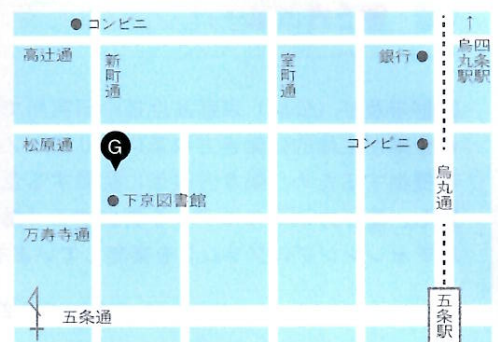 コンビニ
↑
四条駅
烏丸駅
高辻通
新町通
室町通
銀行
松原通
G
コンビニ
烏丸通
下京図書館
万寿寺通
五条通
五条駅